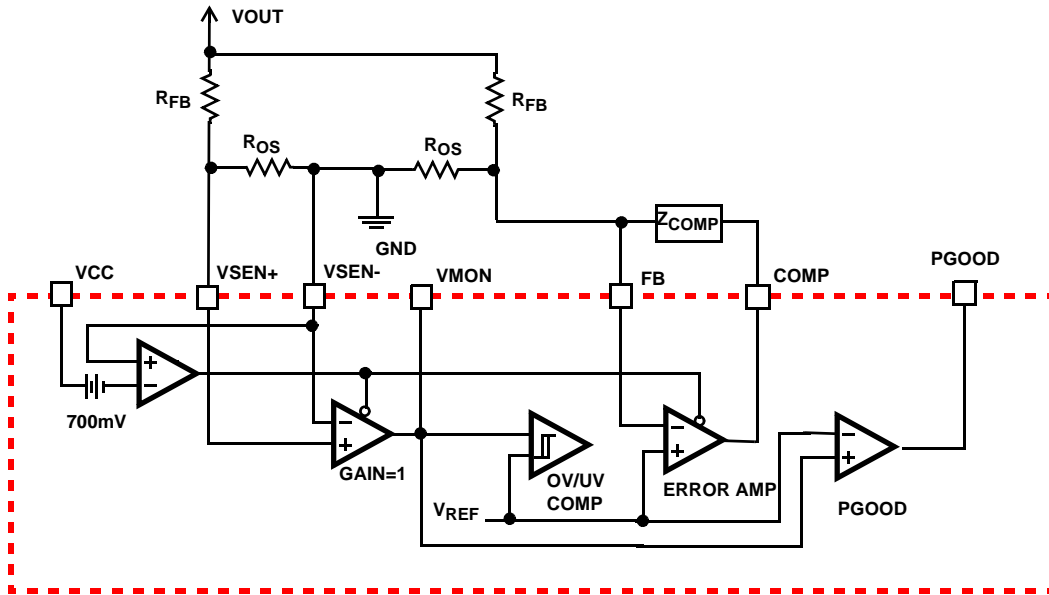 VOUT
RFB
RFB
ROS
ROS
ZCOMP
GND
VCC
VSEN+
VSEN-
VMON
FB
COMP
PGOOD
+
−
700mV
−
+
GAIN=1
OV/UV
COMP
−
+
ERROR AMP
−
+
PGOOD
VREF